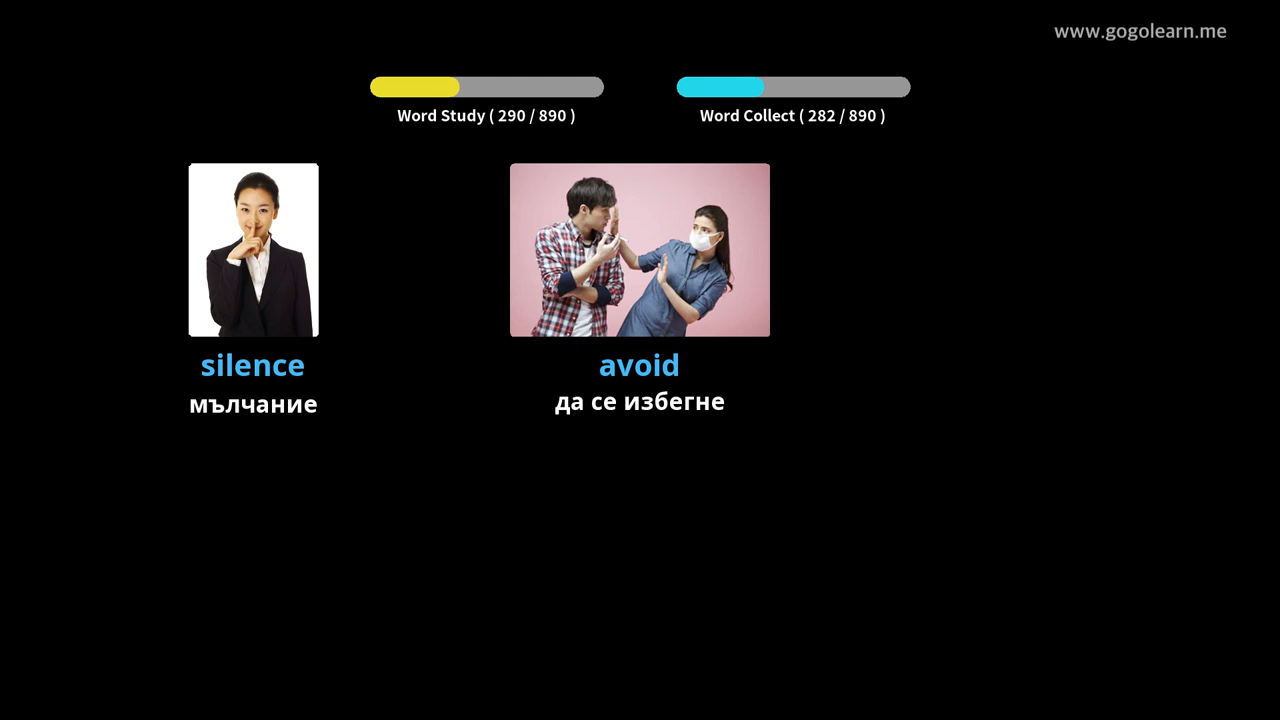 www.gogolearn.me
Word Study ( 290 / 890 )
Word Collect ( 282 / 890 )
silence
мълчание
avoid
да се избегне